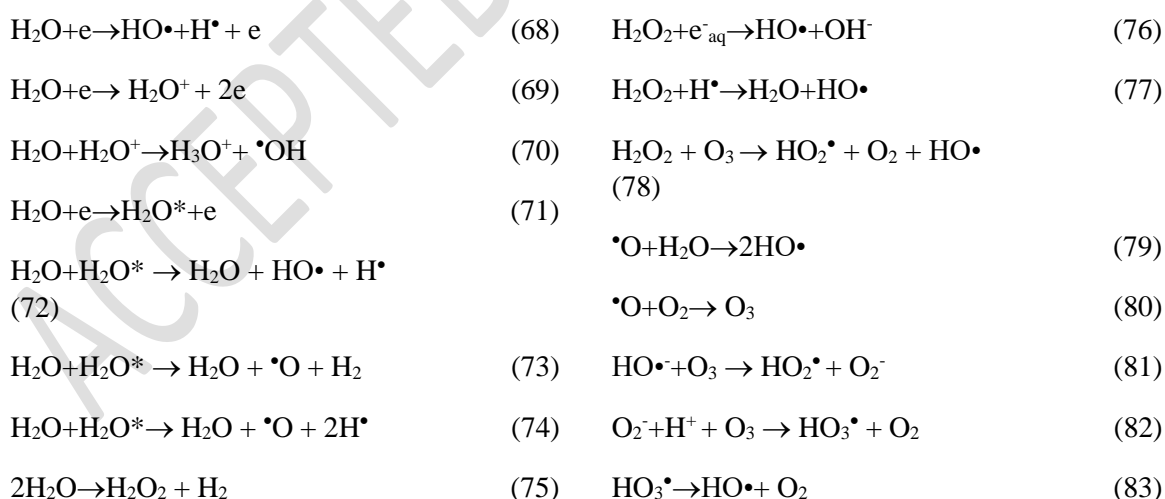 H₂O+e→HO•+H• + e (68)
H₂O+e→ H₂O⁺ + 2e (69)
H₂O+H₂O⁺→H₃O⁺+ •OH (70)
H₂O+e→H₂O*+e (71)
H₂O+H₂O* → H₂O + HO• + H•
(72)
H₂O+H₂O* → H₂O + •O + H₂ (73)
H₂O+H₂O*→ H₂O + •O + 2H• (74)
2H₂O→H₂O₂ + H₂ (75)
H₂O₂+e⁻aq→HO•+OH⁻ (76)
H₂O₂+H•→H₂O+HO• (77)
H₂O₂ + O₃ → HO₂• + O₂ + HO•
(78)
•O+H₂O→2HO• (79)
•O+O₂→ O₃ (80)
HO•⁻+O₃ → HO₂• + O₂⁻ (81)
O₂⁻+H⁺ + O₃ → HO₃• + O₂ (82)
HO₃•→HO•+ O₂ (83)
ACCEPTED